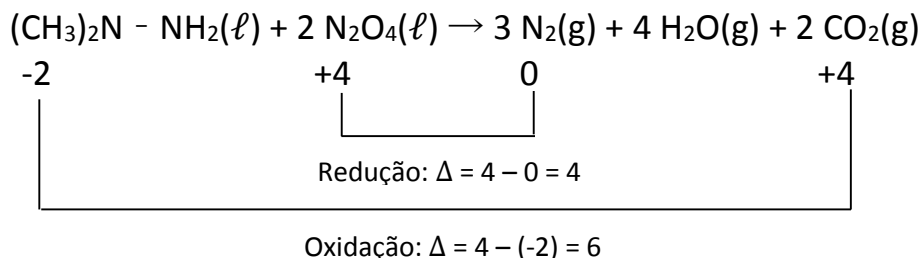 (CH3)2N - NH2(ℓ) + 2 N2O4(ℓ) → 3 N2(g) + 4 H2O(g) + 2 CO2(g)
-2 +4 0 +4
Redução: Δ = 4 – 0 = 4
Oxidação: Δ = 4 – (-2) = 6